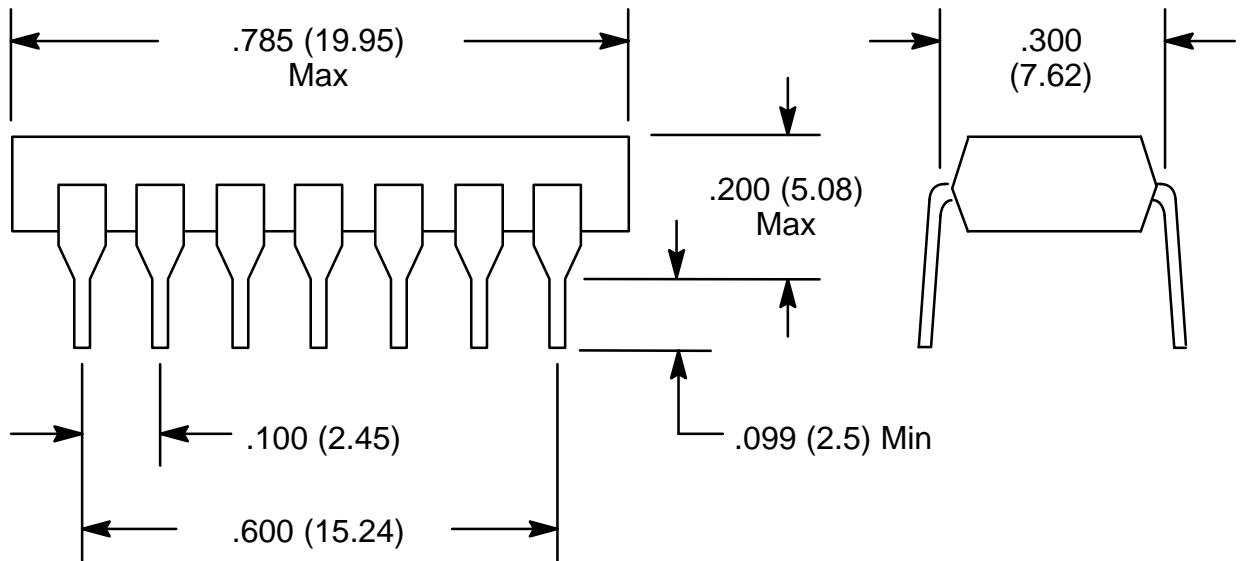 .785 (19.95)
Max
.300
(7.62)
.200 (5.08)
Max
.100 (2.45)
.099 (2.5) Min
.600 (15.24)